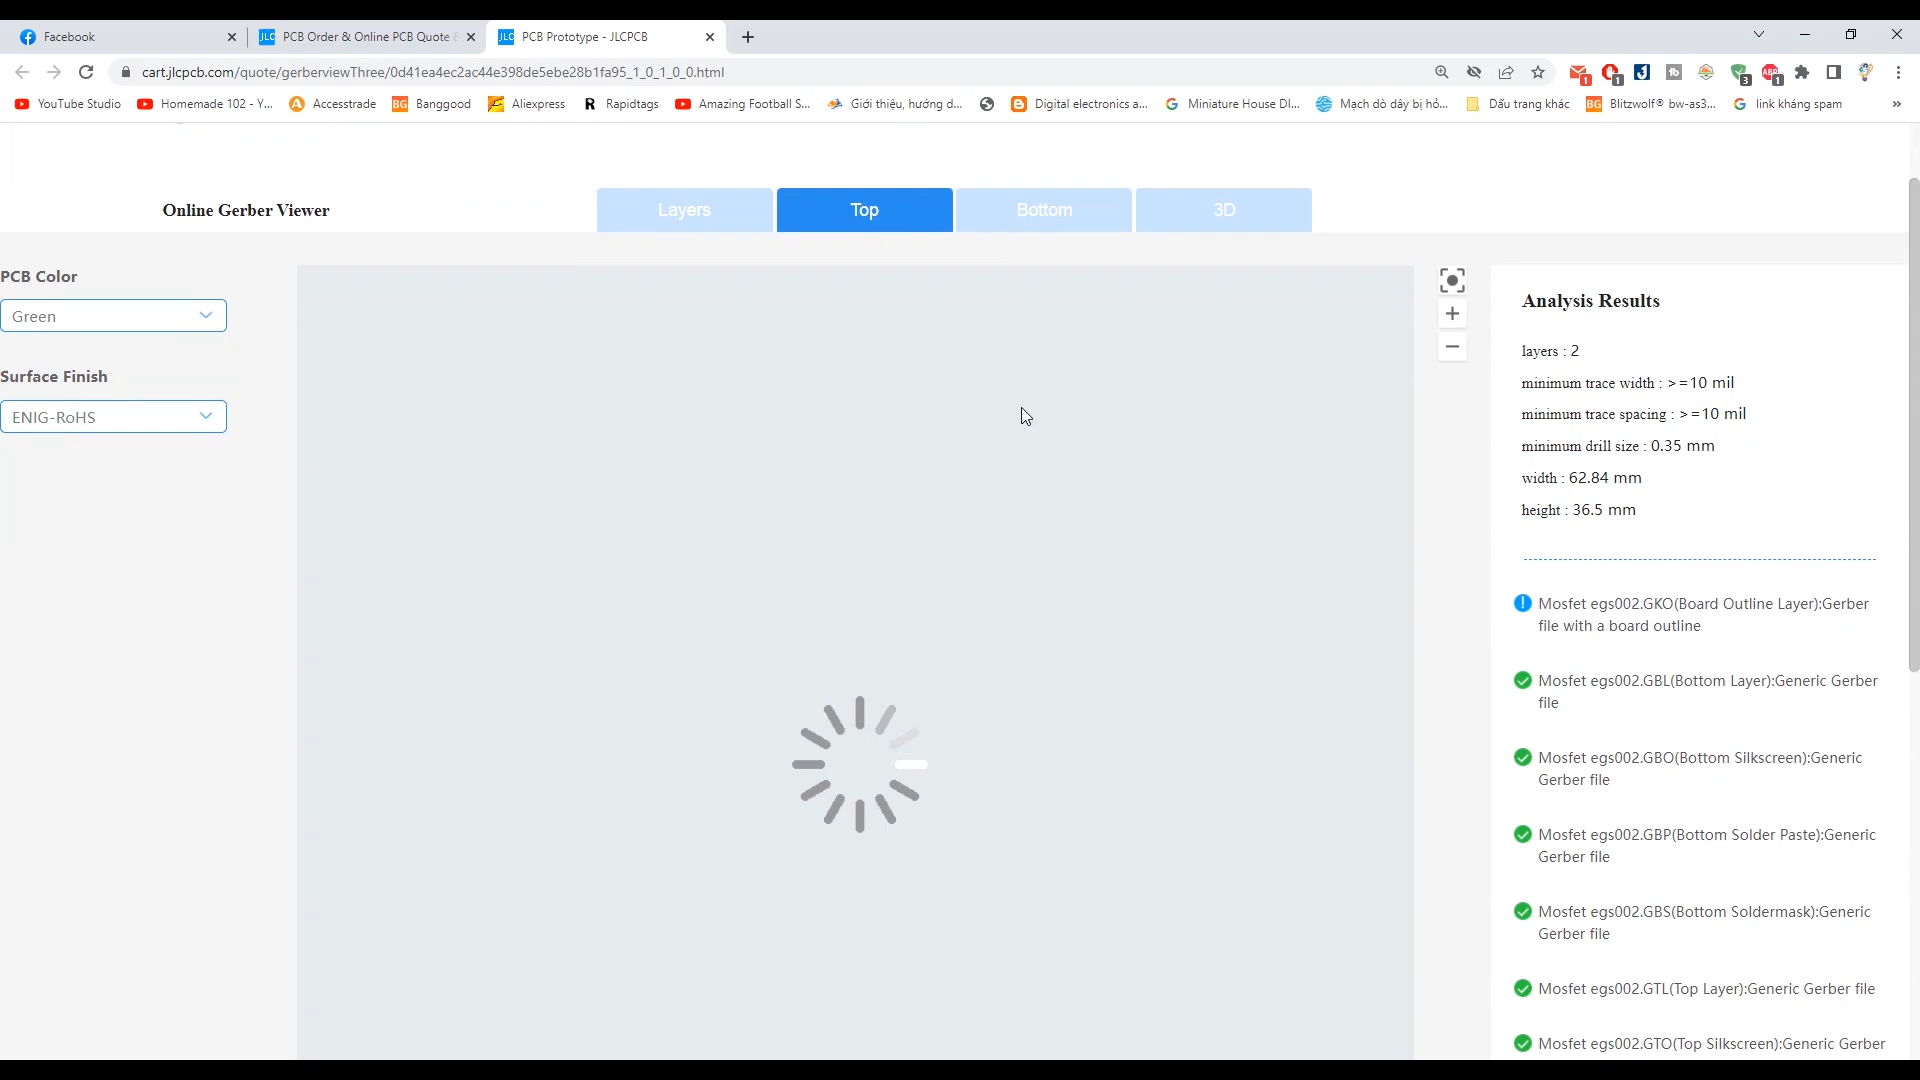 Facebook
PCB Order & Online PCB Quote
PCB Prototype - JLCPCB
cart.jlcpcb.com/quote/gerberviewThree/0d41ea4ec2ac44e398de5ebe28b1fa95_1_0_1_0_0.html
YouTube Studio
Homemade 102 - Y...
Accesstrade
Banggood
Aliexpress
Rapidtags
Amazing Football S...
Giới thiệu, hướng d...
Digital electronics a...
Miniature House DI...
Mạch dò dây bị hỏ...
Dấu trang khác
Blitzwolf® bw-as3...
link kháng spam
»
Online Gerber Viewer
Layers
Top
Bottom
3D
PCB Color
Green
Surface Finish
ENIG-RoHS
Analysis Results
layers : 2
minimum trace width : >=10 mil
minimum trace spacing : >=10 mil
minimum drill size : 0.35 mm
width : 62.84 mm
height : 36.5 mm
Mosfet egs002.GKO(Board Outline Layer):Gerber
file with a board outline
Mosfet egs002.GBL(Bottom Layer):Generic Gerber
file
Mosfet egs002.GBO(Bottom Silkscreen):Generic
Gerber file
Mosfet egs002.GBP(Bottom Solder Paste):Generic
Gerber file
Mosfet egs002.GBS(Bottom Soldermask):Generic
Gerber file
Mosfet egs002.GTL(Top Layer):Generic Gerber file
Mosfet egs002.GTO(Top Silkscreen):Generic Gerber